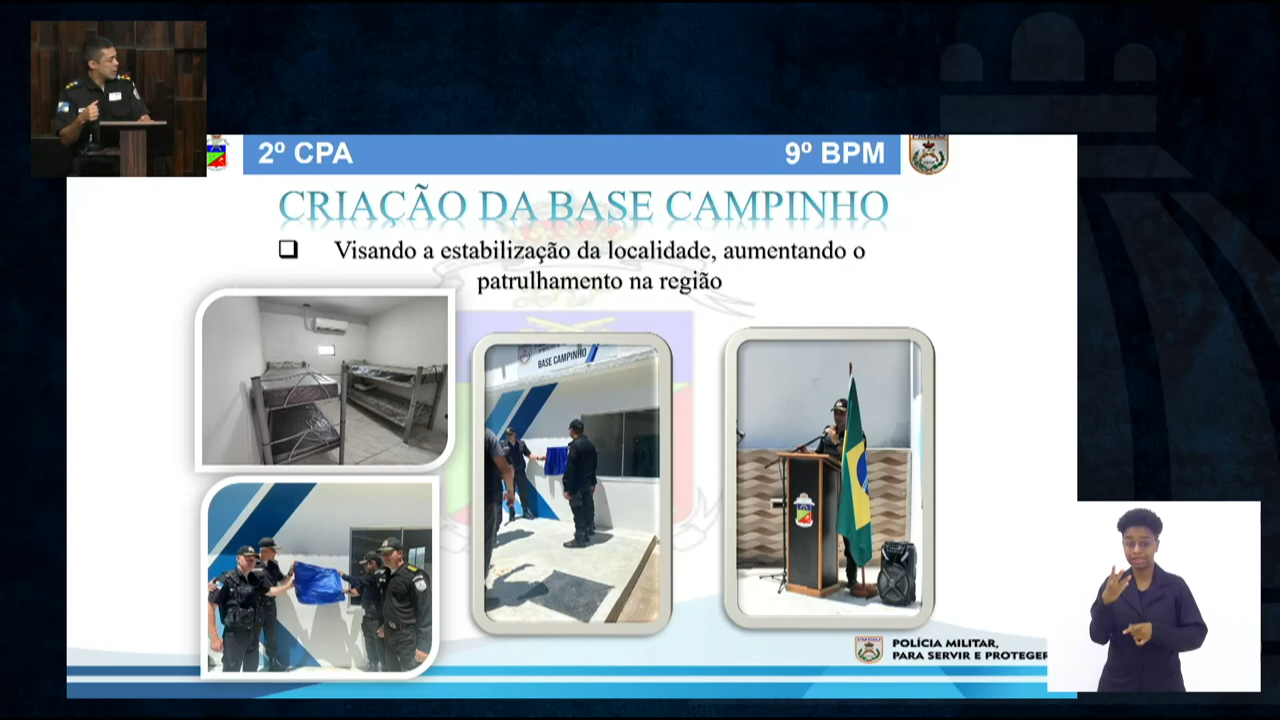 2º CPA
9º BPM
CRIAÇÃO DA BASE CAMPINHO
Visando a estabilização da localidade, aumentando o
patrulhamento na região
BASE CAMPINHO
POLÍCIA MILITAR,
PARA SERVIR E PROTEGER